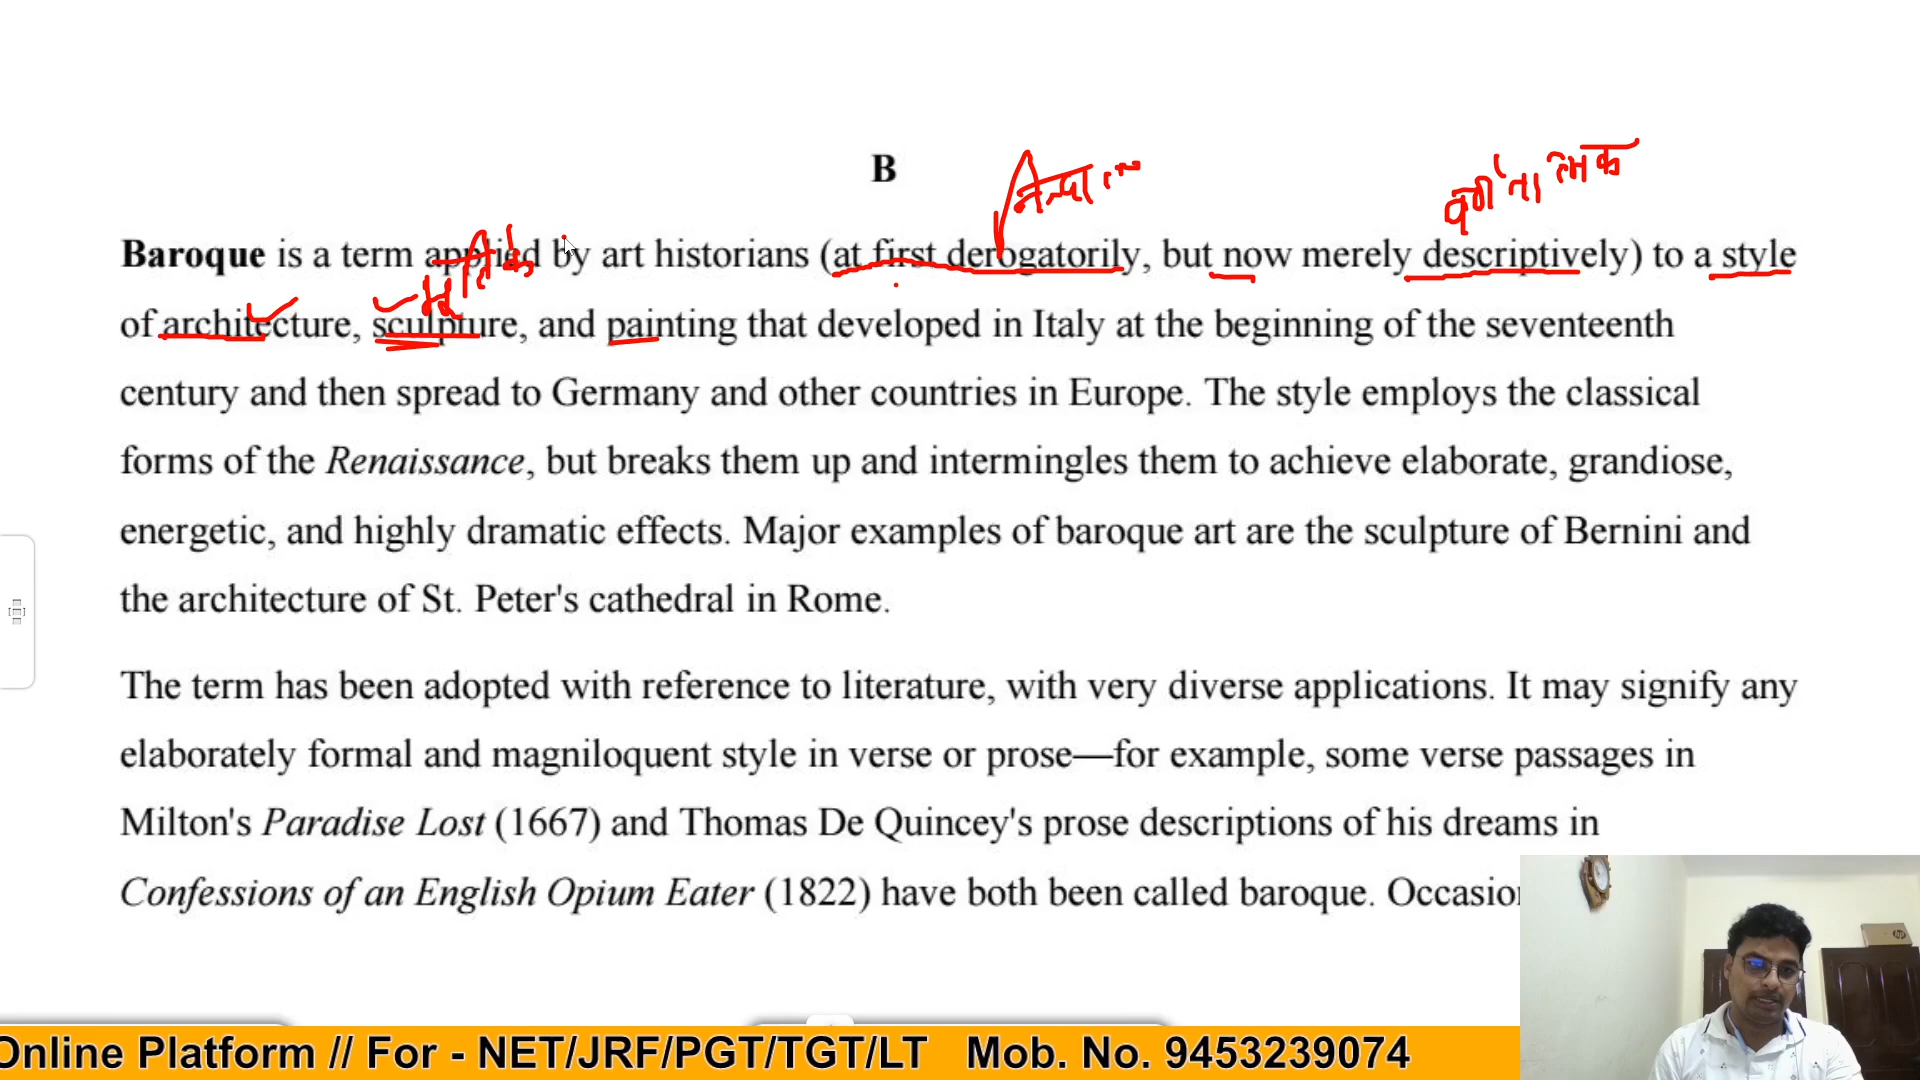 B
वर्णनात्मक
Baroque is a term applied by art historians (at first derogatorily, but now merely descriptively) to a style
of architecture, sculpture, and painting that developed in Italy at the beginning of the seventeenth
century and then spread to Germany and other countries in Europe. The style employs the classical
forms of the Renaissance, but breaks them up and intermingles them to achieve elaborate, grandiose,
energetic, and highly dramatic effects. Major examples of baroque art are the sculpture of Bernini and
the architecture of St. Peter's cathedral in Rome.
The term has been adopted with reference to literature, with very diverse applications. It may signify any
elaborately formal and magniloquent style in verse or prose—for example, some verse passages in
Milton's Paradise Lost (1667) and Thomas De Quincey's prose descriptions of his dreams in
Confessions of an English Opium Eater (1822) have both been called baroque. Occasion
Online Platform // For - NET/JRF/PGT/TGT/LT Mob. No. 9453239074